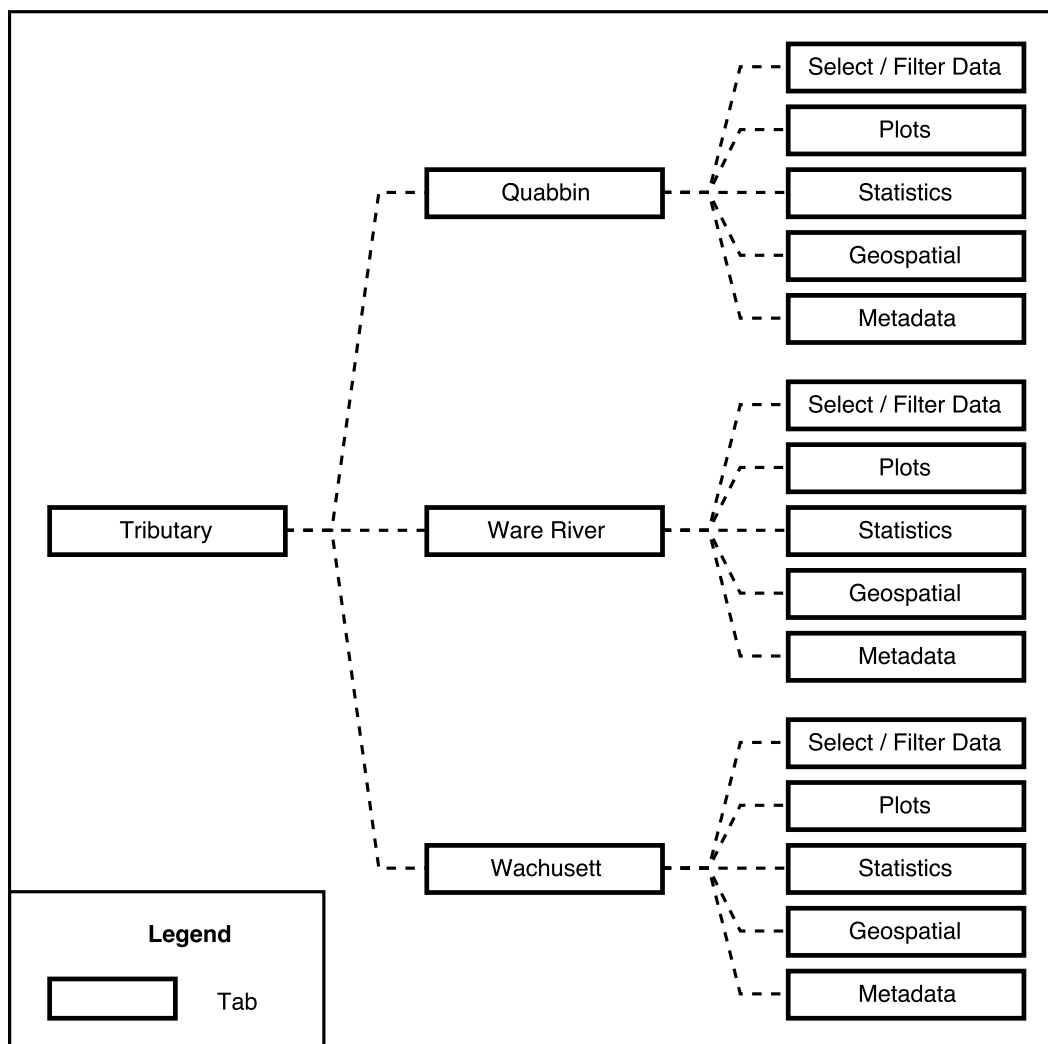 Select / Filter Data
Plots
Quabbin
Statistics
Geospatial
Metadata
Select / Filter Data
Plots
Tributary
Ware River
Statistics
Geospatial
Metadata
Select / Filter Data
Plots
Wachusett
Statistics
Geospatial
Metadata
Legend
Tab